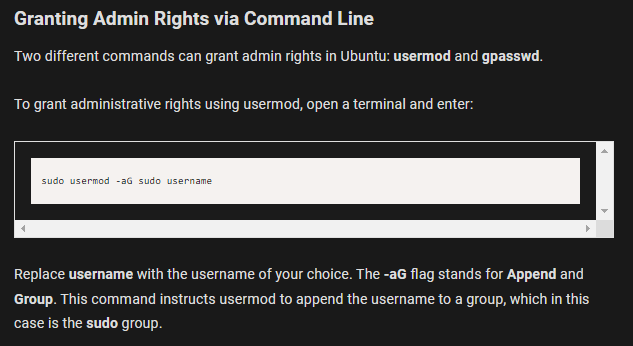 Granting Admin Rights via Command Line
Two different commands can grant admin rights in Ubuntu: usermod and gpasswd.
To grant administrative rights using usermod, open a terminal and enter:
sudo usermod -aG sudo username
Replace username with the username of your choice. The -aG flag stands for Append and
Group. This command instructs usermod to append the username to a group, which in this
case is the sudo group.